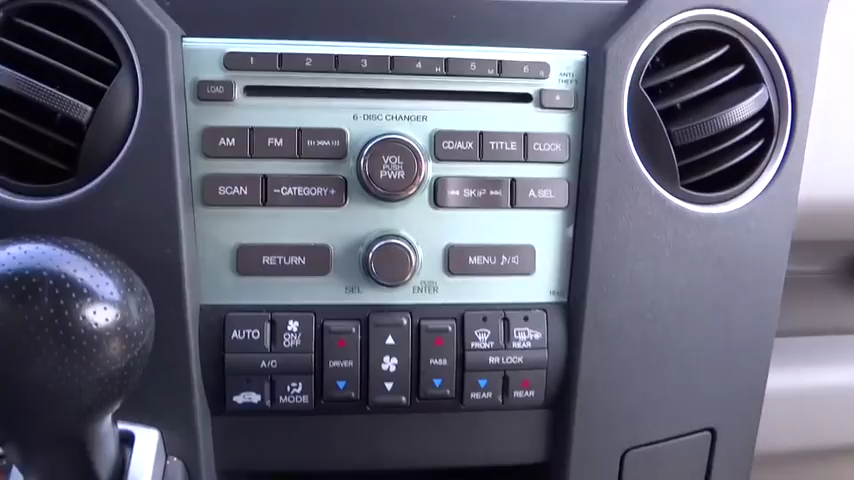 1 2 3 4 H 5 M 6 R
ANTI-THEFT
LOAD
6-DISC CHANGER
AM FM ((((XM))))
VOL
PUSH
PWR
CD/AUX TITLE CLOCK
SCAN −CATEGORY+
SKIP A.SEL
RETURN
MENU
SEL
PUSH
ENTER
AUTO ON/OFF
A/C
MODE
DRIVER
PASS
FRONT REAR
RR LOCK
REAR REAR